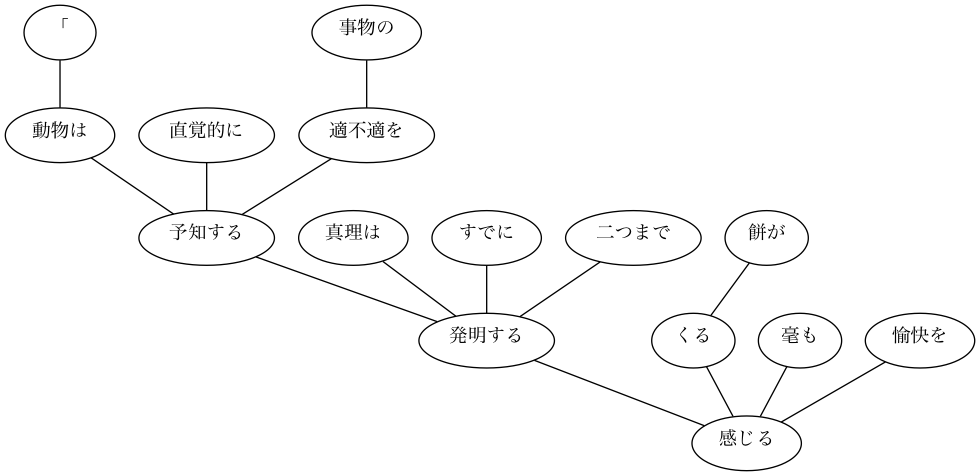 「
事物の
動物は
直覚的に
適不適を
予知する
真理は
すでに
二つまで
餅が
発明する
くる
毫も
愉快を
感じる